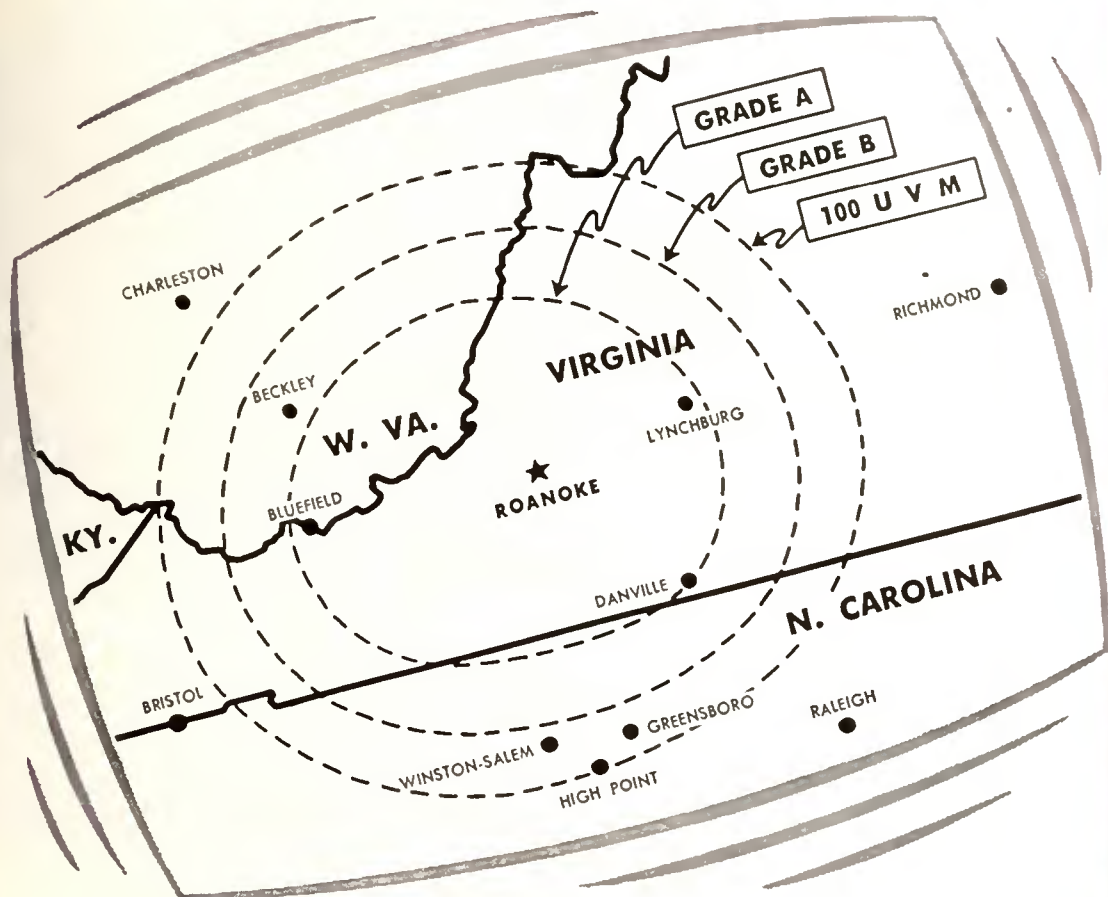 GRADE A
GRADE B
100 U V M
CHARLESTON
RICHMOND
VIRGINIA
BECKLEY
W. VA.
LYNCHBURG
ROANOKE
BLUEFIELD
KY.
DANVILLE
N. CAROLINA
BRISTOL
GREENSBORO
RALEIGH
WINSTON-SALEM
HIGH POINT